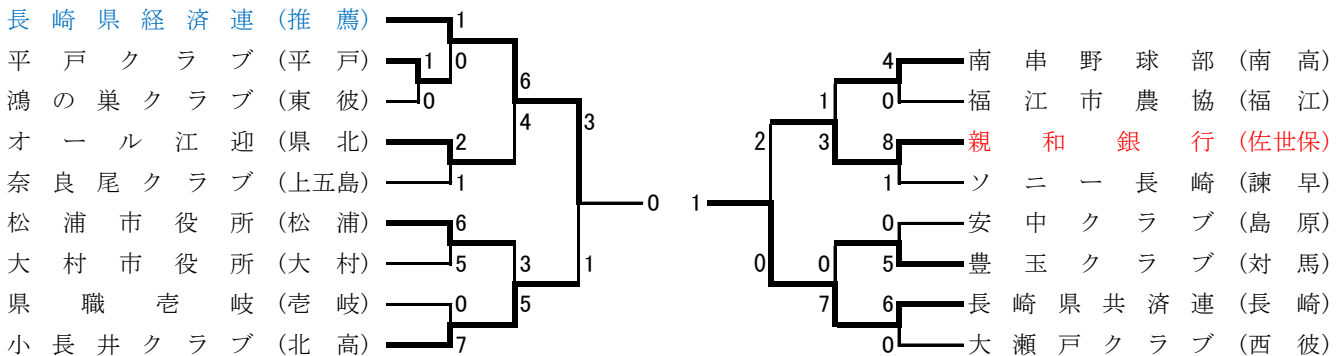 長崎県経済連(推薦)
平戸クラブ(平戸)
鴻の巣クラブ(東彼)
オール江迎(県北)
奈良尾クラブ(上五島)
松浦市役所(松浦)
大村市役所(大村)
県職壱岐(壱岐)
小長井クラブ(北高)
1
1
0
0
2
1
6
5
0
7
6
4
3
5
3
1
0
1
2
0
1
3
0
7
4
0
8
1
0
5
6
0
南串野球部(南高)
福江市農協(福江)
親和銀行(佐世保)
ソニー長崎(諫早)
安中クラブ(島原)
豊玉クラブ(対馬)
長崎県共済連(長崎)
大瀬戸クラブ(西彼)